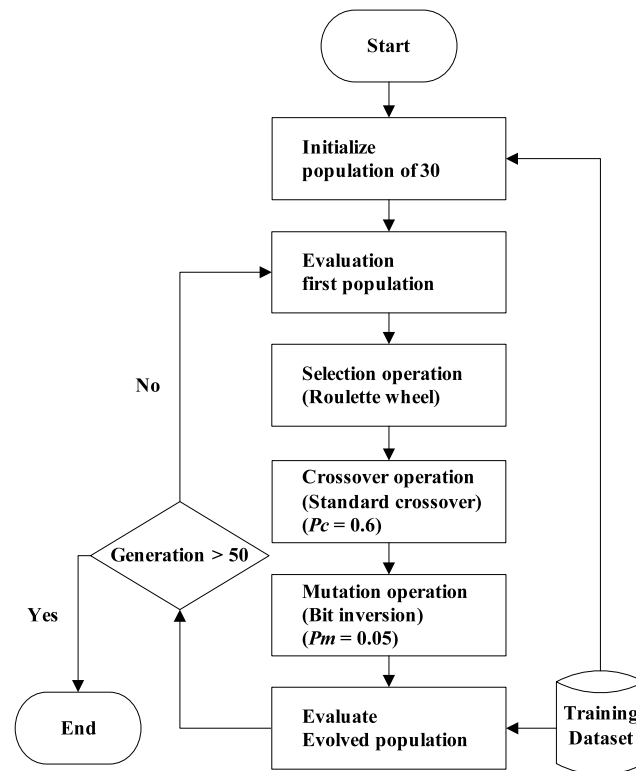 Start
Initialize
population of 30
Evaluation
first population
No
Selection operation
(Roulette wheel)
Crossover operation
(Standard crossover)
(Pc = 0.6)
Generation > 50
Mutation operation
(Bit inversion)
(Pm = 0.05)
Yes
End
Evaluate
Evolved population
Training
Dataset